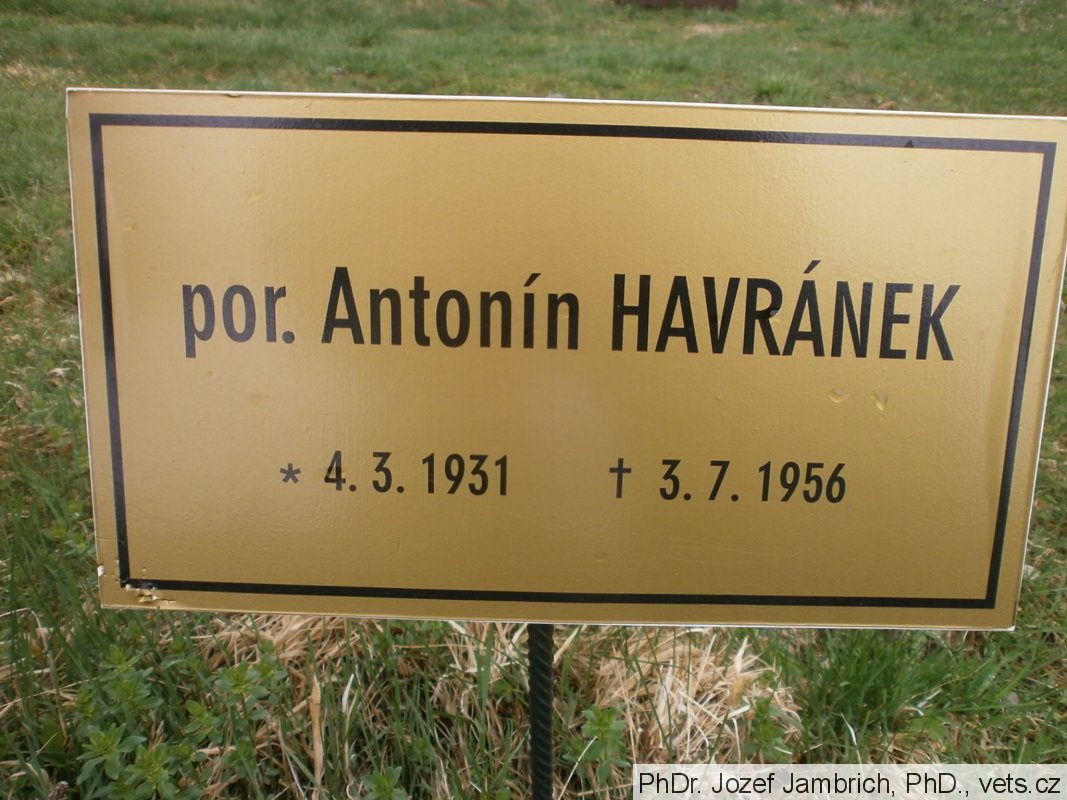 por. Antonín HAVRÁNEK
* 4. 3. 1931 † 3. 7. 1956
PhDr. Jozef Jambrich, PhD., vets.cz